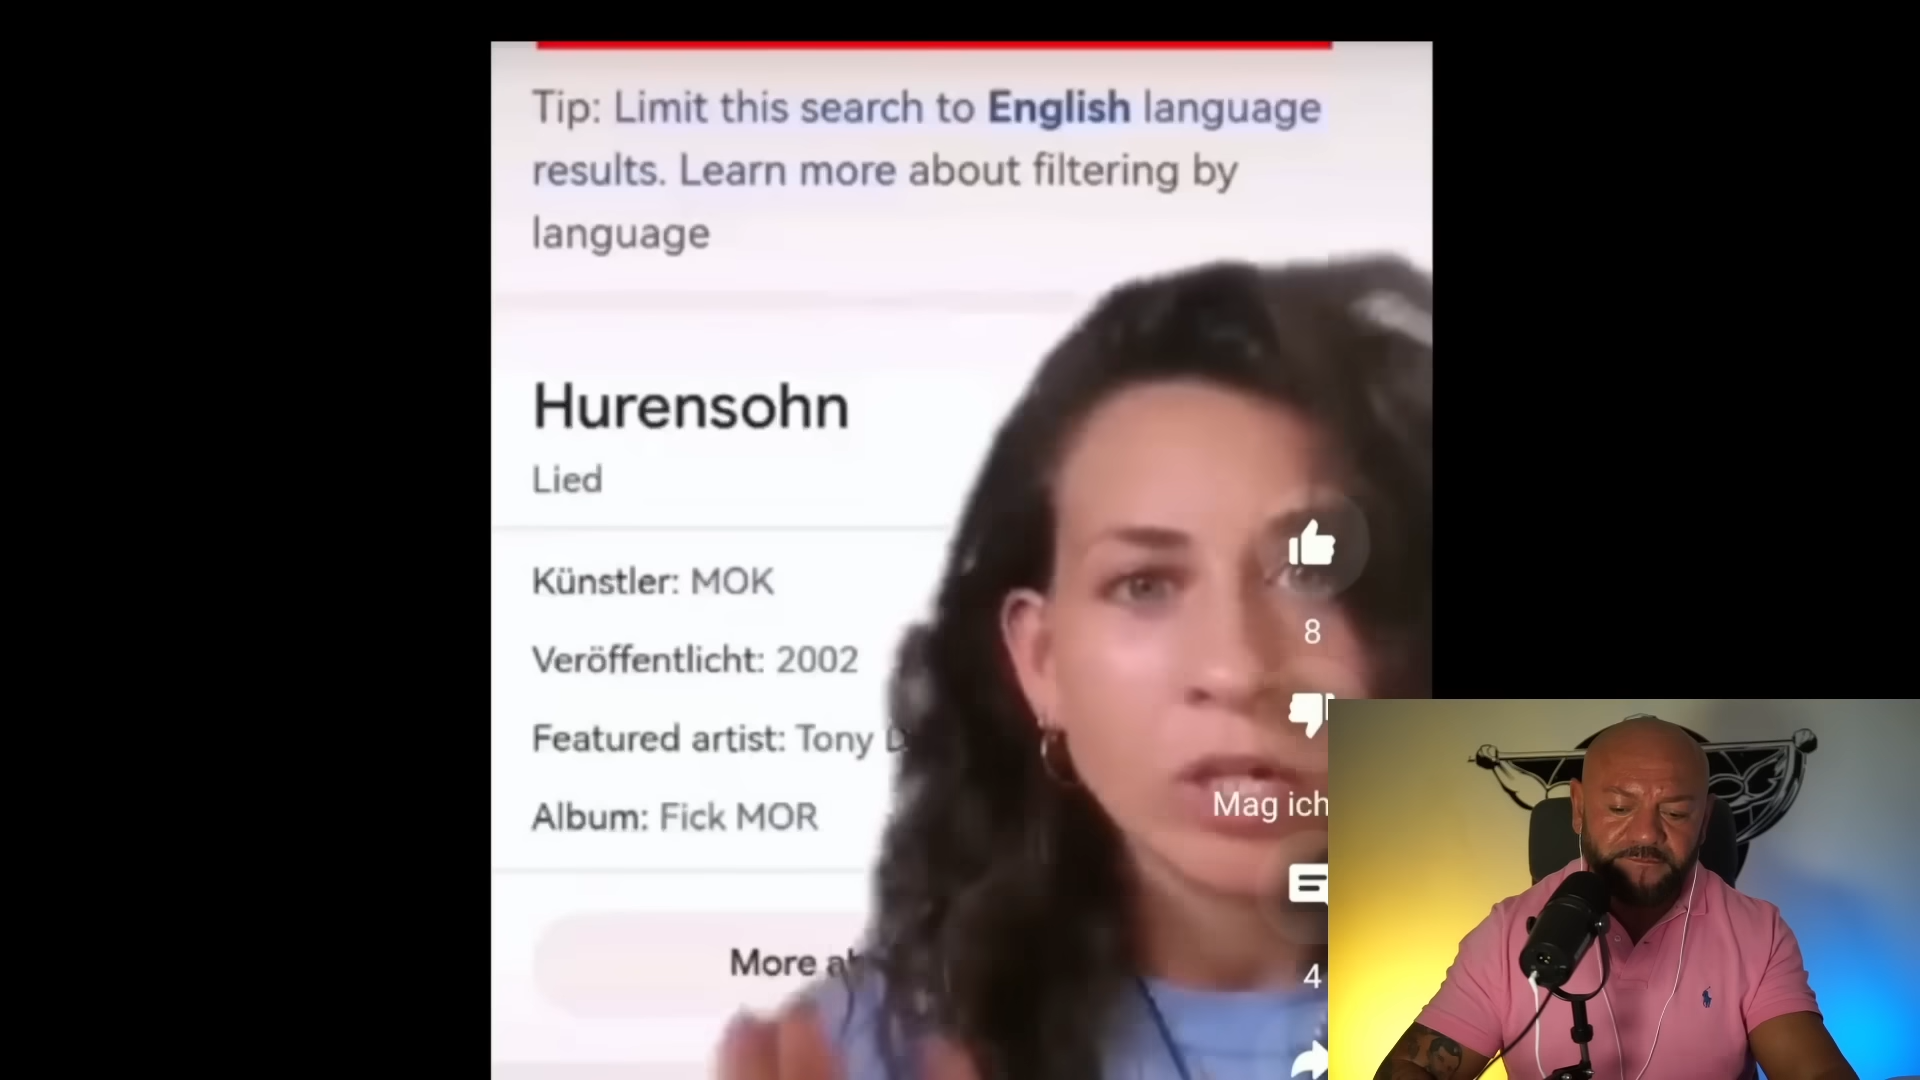 Tip: Limit this search to English language
results. Learn more about filtering by
language
Hurensohn
Lied
Künstler: MOK
Veröffentlicht: 2002
Featured artist: Tony D
Album: Fick MOR
More
8
Mag ich
4